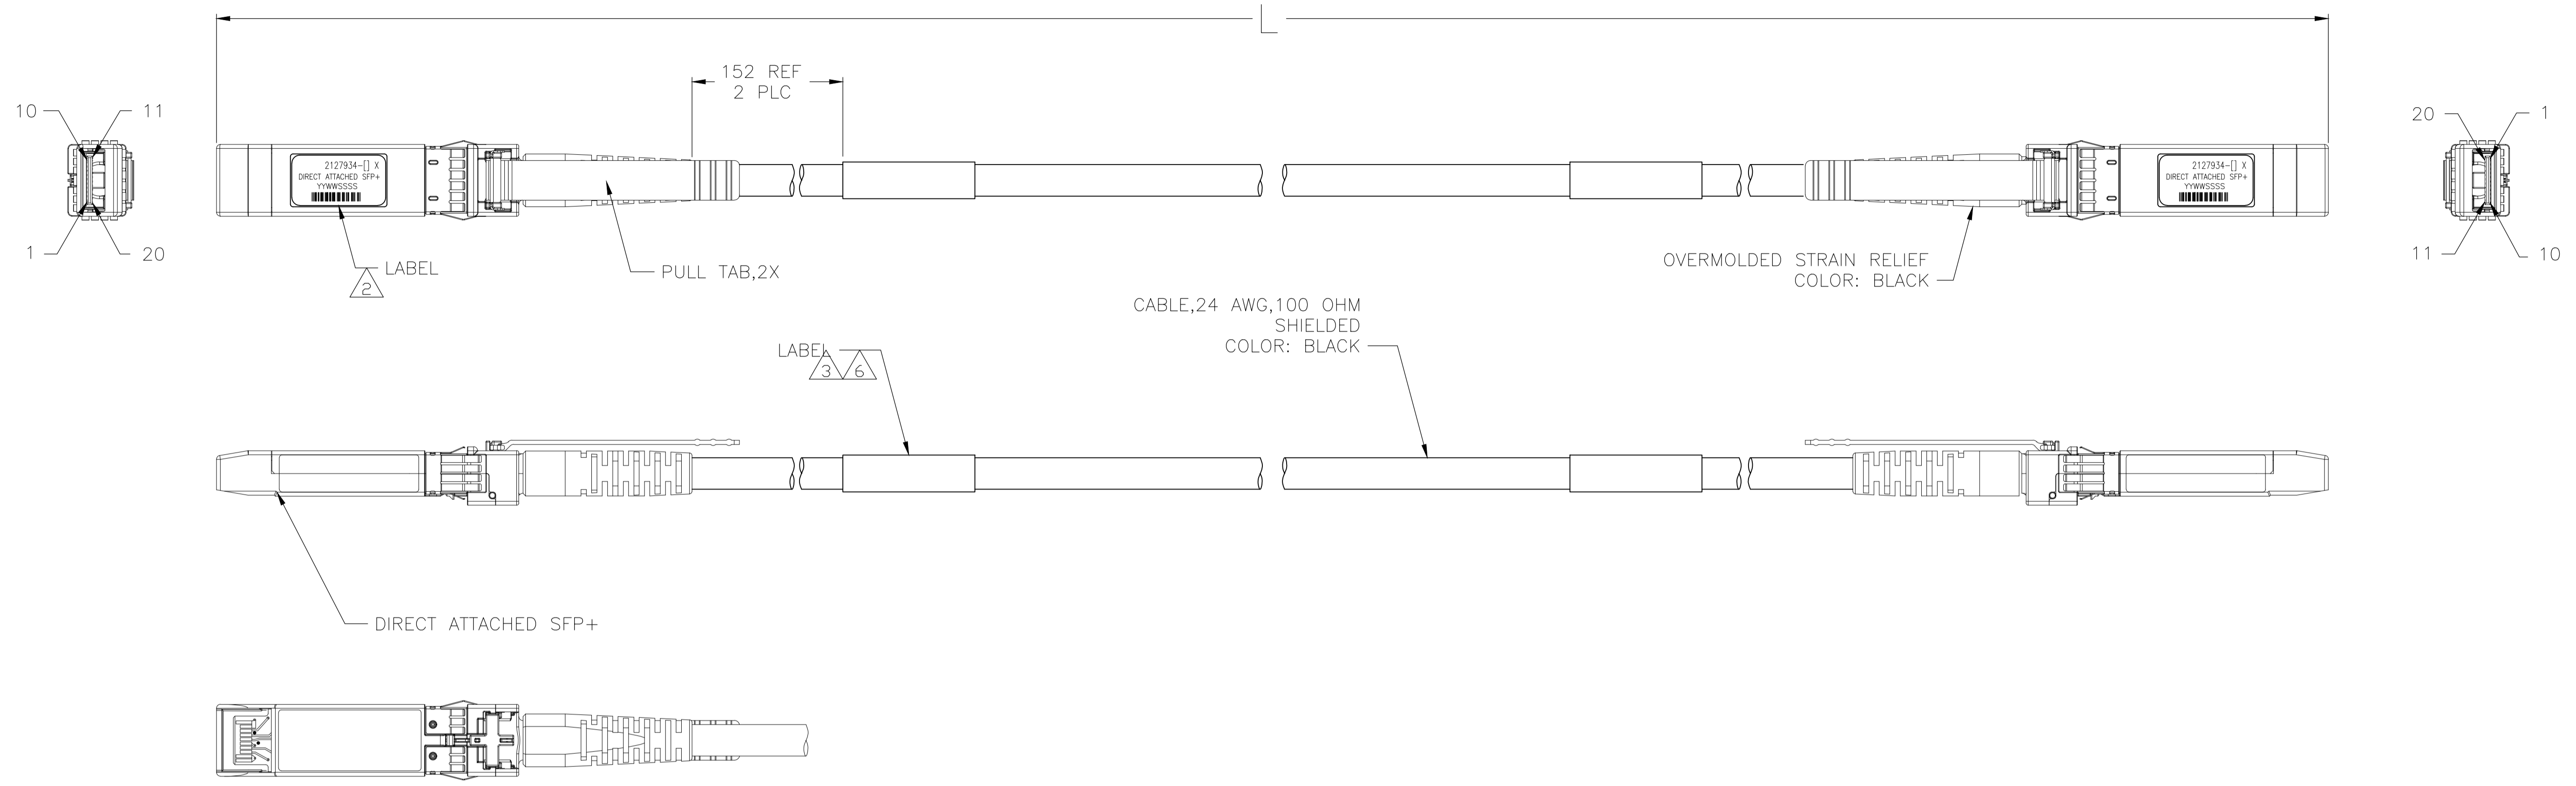 L
152 REF
2 PLC
10
11
20
1
2127934-[] X
DIRECT ATTACHED SFP+
YYWWSSSS
2127934-[] X
DIRECT ATTACHED SFP+
YYWWSSSS
1
20
11
10
LABEL
2
PULL TAB,2X
OVERMOLDED STRAIN RELIEF
COLOR: BLACK
CABLE,24 AWG,100 OHM
SHIELDED
COLOR: BLACK
LABEL
3 6
DIRECT ATTACHED SFP+